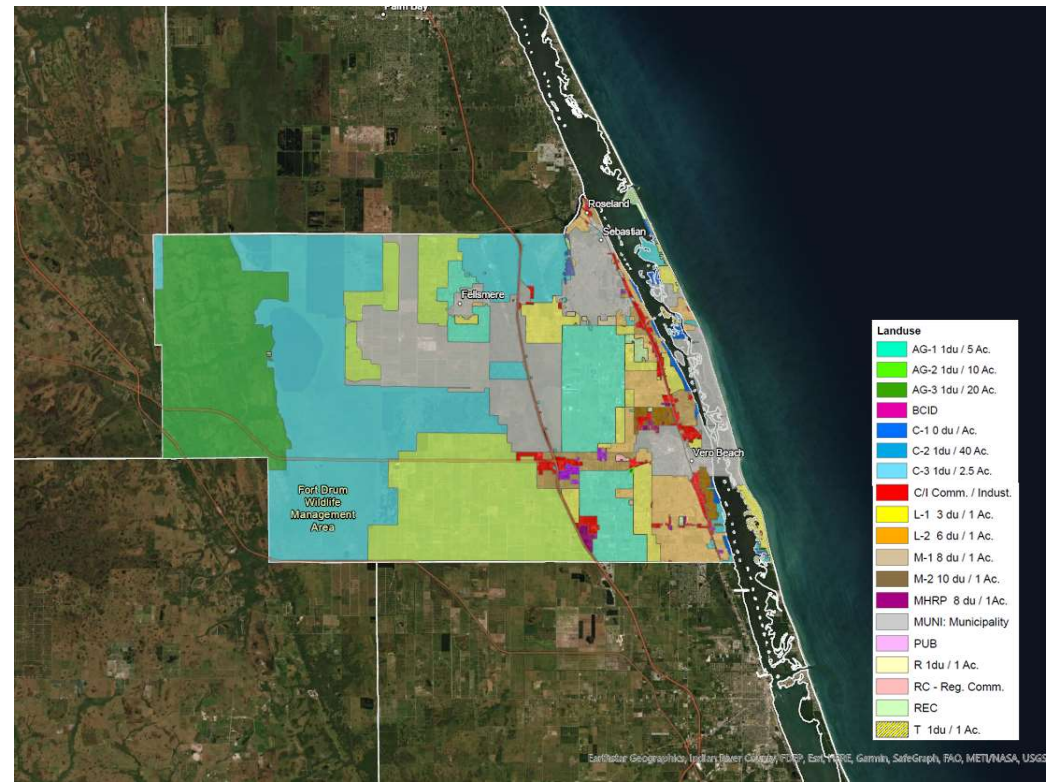 Palm Bay
Roseland
Sebastian
Fellsmere
Vero Beach
Fort Drum
Wildlife
Management
Area
Landuse
AG-1 1du / 5 Ac.
AG-2 1du / 10 Ac.
AG-3 1du / 20 Ac.
BCID
C-1 0 du / Ac.
C-2 1du / 40 Ac.
C-3 1du / 2.5 Ac.
C/I Comm. / Indust.
L-1 3 du / 1 Ac.
L-2 6 du / 1 Ac.
M-1 8 du / 1 Ac.
M-2 10 du / 1 Ac.
MHRP 8 du / 1Ac.
MUNI: Municipality
PUB
R 1du / 1 Ac.
RC - Reg. Comm.
REC
T 1du / 1 Ac.
Earthstar Geographics, Indian River County, FDEP, Esri, HERE, Garmin, SafeGraph, FAO, METI/NASA, USGS